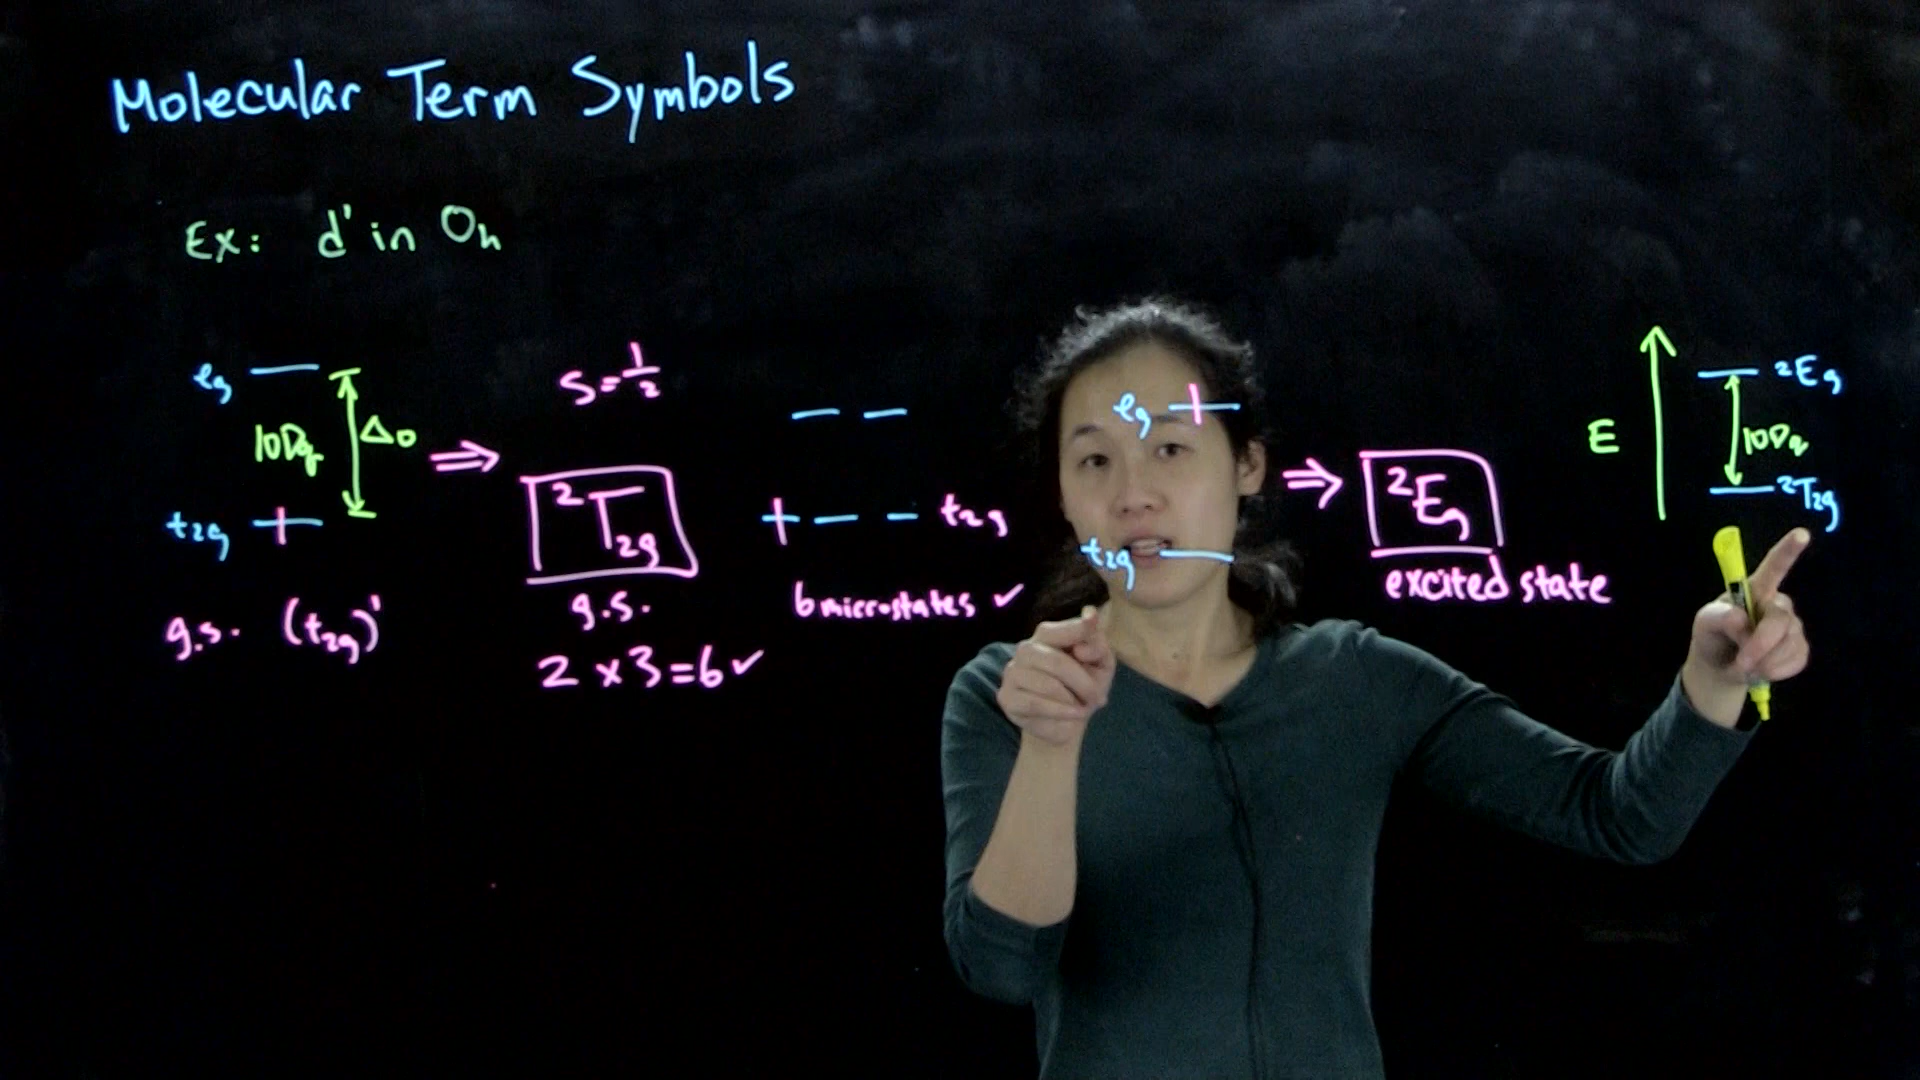 Molecular Term Symbols
Ex: d¹ in Oh
eg
10Dq
Δo
t2g
g.s. (t2g)¹
⇒
S=1/2
²T2g
g.s.
2 x 3 = 6 ✓
t2g
6 microstates ✓
eg
t2g
⇒
²Eg
excited state
E
²Eg
10Dq
²T2g